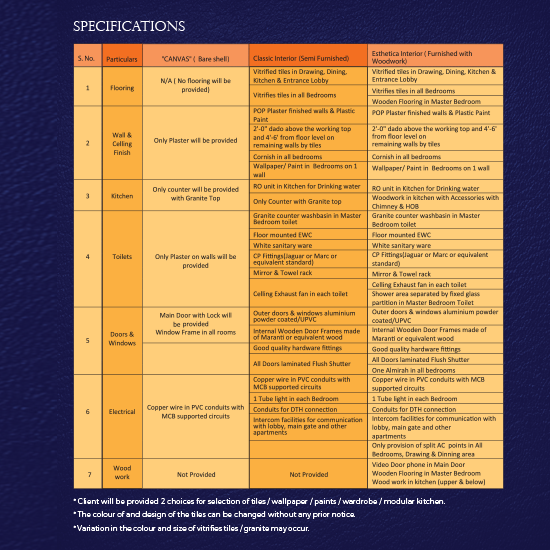 SPECIFICATIONS
S. No. Particulars "CANVAS" ( Bare shell) Classic Interior (Semi Furnished) Esthetica Interior ( Furnished with Woodwork)
1 Flooring
N/A ( No flooring will be
provided)
Vitrified tiles in Drawing, Dining,
Kitchen & Entrance Lobby
Vitrifies tiles in all Bedrooms
Vitrified tiles in Drawing, Dining, Kitchen &
Entrance Lobby
Vitrifies tiles in all Bedrooms
Wooden Flooring in Master Bedroom
2
Wall &
Celling
Finish
Only Plaster will be provided
POP Plaster finished walls & Plastic
Paint
2'-0" dado above the working top
and 4'-6' from floor level on
remaining walls by tiles
Cornish in all bedrooms
Wallpaper/ Paint in Bedrooms on 1
wall
POP Plaster finished walls & Plastic Paint
2'-0" dado above the working top and 4'-6'
from floor level on
remaining walls by tiles
Cornish in all bedrooms
Wallpaper/ Paint in Bedrooms on 1 wall
3 Kitchen
Only counter will be provided
with Granite Top
RO unit in Kitchen for Drinking water
Only Counter with Granite top
RO unit in Kitchen for Drinking water
Woodwork in kitchen with Accessories with
Chimney & HOB
4 Toilets
Only Plaster on walls will be
provided
Granite counter washbasin in Master
Bedroom toilet
Floor mounted EWC
White sanitary ware
CP Fittings(Jaguar or Marc or
equivalent standard)
Mirror & Towel rack
Celling Exhaust fan in each toilet
Granite counter washbasin in Master
Bedroom toilet
Floor mounted EWC
White sanitary ware
CP Fittings(Jaguar or Marc or equivalent
standard)
Mirror & Towel rack
Celling Exhaust fan in each toilet
Shower area separated by fixed glass
partition in Master Bedroom Toilet
5
Doors &
Windows
Main Door with Lock will
be provided
Window Frame in all rooms
Outer doors & windows aluminium
powder coated/UPVC
Internal Wooden Door Frames made
of Maranti or equivalent wood
Good quality hardware fittings
All Doors laminated Flush Shutter
Outer doors & windows aluminium powder
coated/UPVC
Internal Wooden Door Frames made of
Maranti or equivalent wood
Good quality hardware fittings
All Doors laminated Flush Shutter
One Almirah in all bedrooms
6 Electrical
Copper wire in PVC conduits with
MCB supported circuits
Copper wire in PVC conduits with
MCB supported circuits
1 Tube light in each Bedroom
Conduits for DTH connection
Intercom facilities for communication
with lobby, main gate and other
apartments
Copper wire in PVC conduits with MCB
supported circuits
1 Tube light in each Bedroom
Conduits for DTH connection
Intercom facilities for communication with
lobby, main gate and other
apartments
Only provision of split AC points in All
Bedrooms, Drawing & Dinning area
7
Wood
work
Not Provided
Not Provided
Video Door phone in Main Door
Wooden Flooring in Master Bedroom
Wood work in kitchen (upper & below)
*Client will be provided 2 choices for selection of tiles / wallpaper / paints / wardrobe / modular kitchen.
*The colour of and design of the tiles can be changed without any prior notice.
*Variation in the colour and size of vitrifies tiles / granite may occur.